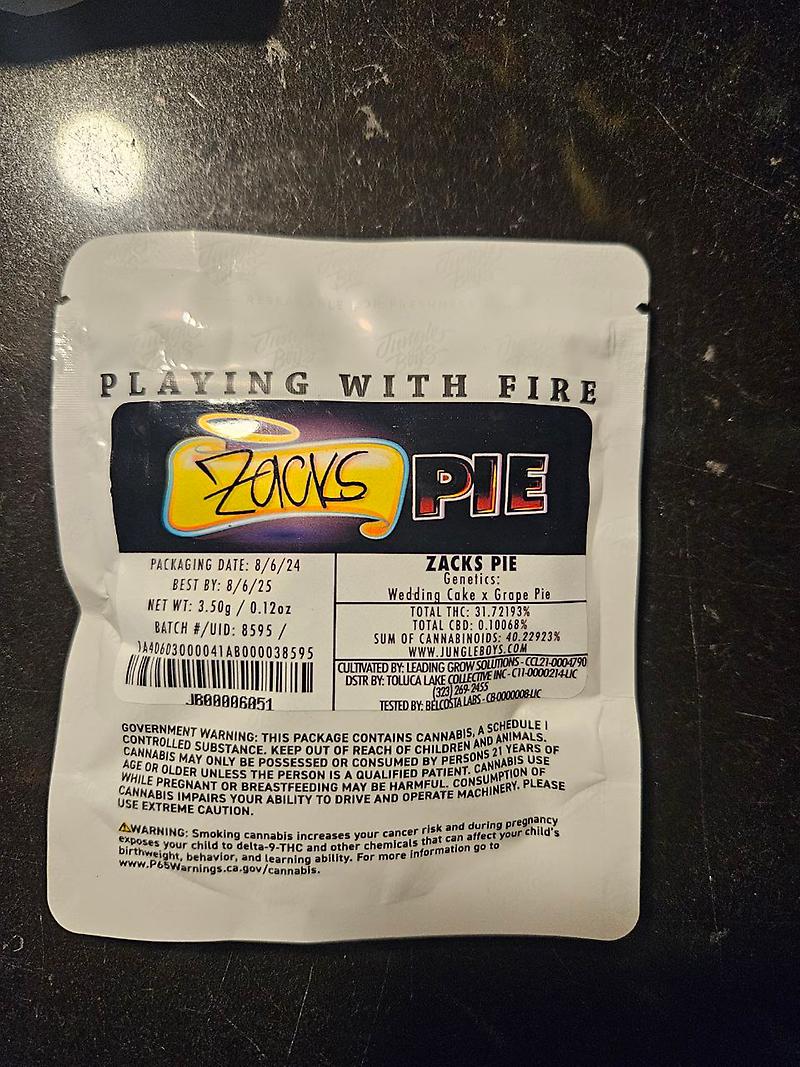 RESEALABLE FOR FRESHNESS
Jungle Boys
PLAYING WITH FIRE
ZACKS PIE
PACKAGING DATE: 8/6/24
BEST BY: 8/6/25
NET WT: 3.50g / 0.12oz
BATCH #/UID: 8595 /
1A40603000041AB000038595
JB00006051
ZACKS PIE
Genetics:
Wedding Cake x Grape Pie
TOTAL THC: 31.72193%
TOTAL CBD: 0.10068%
SUM OF CANNABINOIDS: 40.22923%
WWW.JUNGLEBOYS.COM
CULTIVATED BY: LEADING GROW SOLUTIONS - CCL21-0004790
DSTR BY: TOLUCA LAKE COLLECTIVE INC - C11-0000214-LIC
(323) 269-2455
TESTED BY: BELCOSTA LABS - C8-0000008-LIC
GOVERNMENT WARNING: THIS PACKAGE CONTAINS CANNABIS, A SCHEDULE I
CONTROLLED SUBSTANCE. KEEP OUT OF REACH OF CHILDREN AND ANIMALS.
CANNABIS MAY ONLY BE POSSESSED OR CONSUMED BY PERSONS 21 YEARS OF
AGE OR OLDER UNLESS THE PERSON IS A QUALIFIED PATIENT. CANNABIS USE
WHILE PREGNANT OR BREASTFEEDING MAY BE HARMFUL. CONSUMPTION OF
CANNABIS IMPAIRS YOUR ABILITY TO DRIVE AND OPERATE MACHINERY. PLEASE
USE EXTREME CAUTION.
⚠WARNING: Smoking cannabis increases your cancer risk and during pregnancy
exposes your child to delta-9-THC and other chemicals that can affect your child's
birthweight, behavior, and learning ability. For more information go to
www.P65Warnings.ca.gov/cannabis.